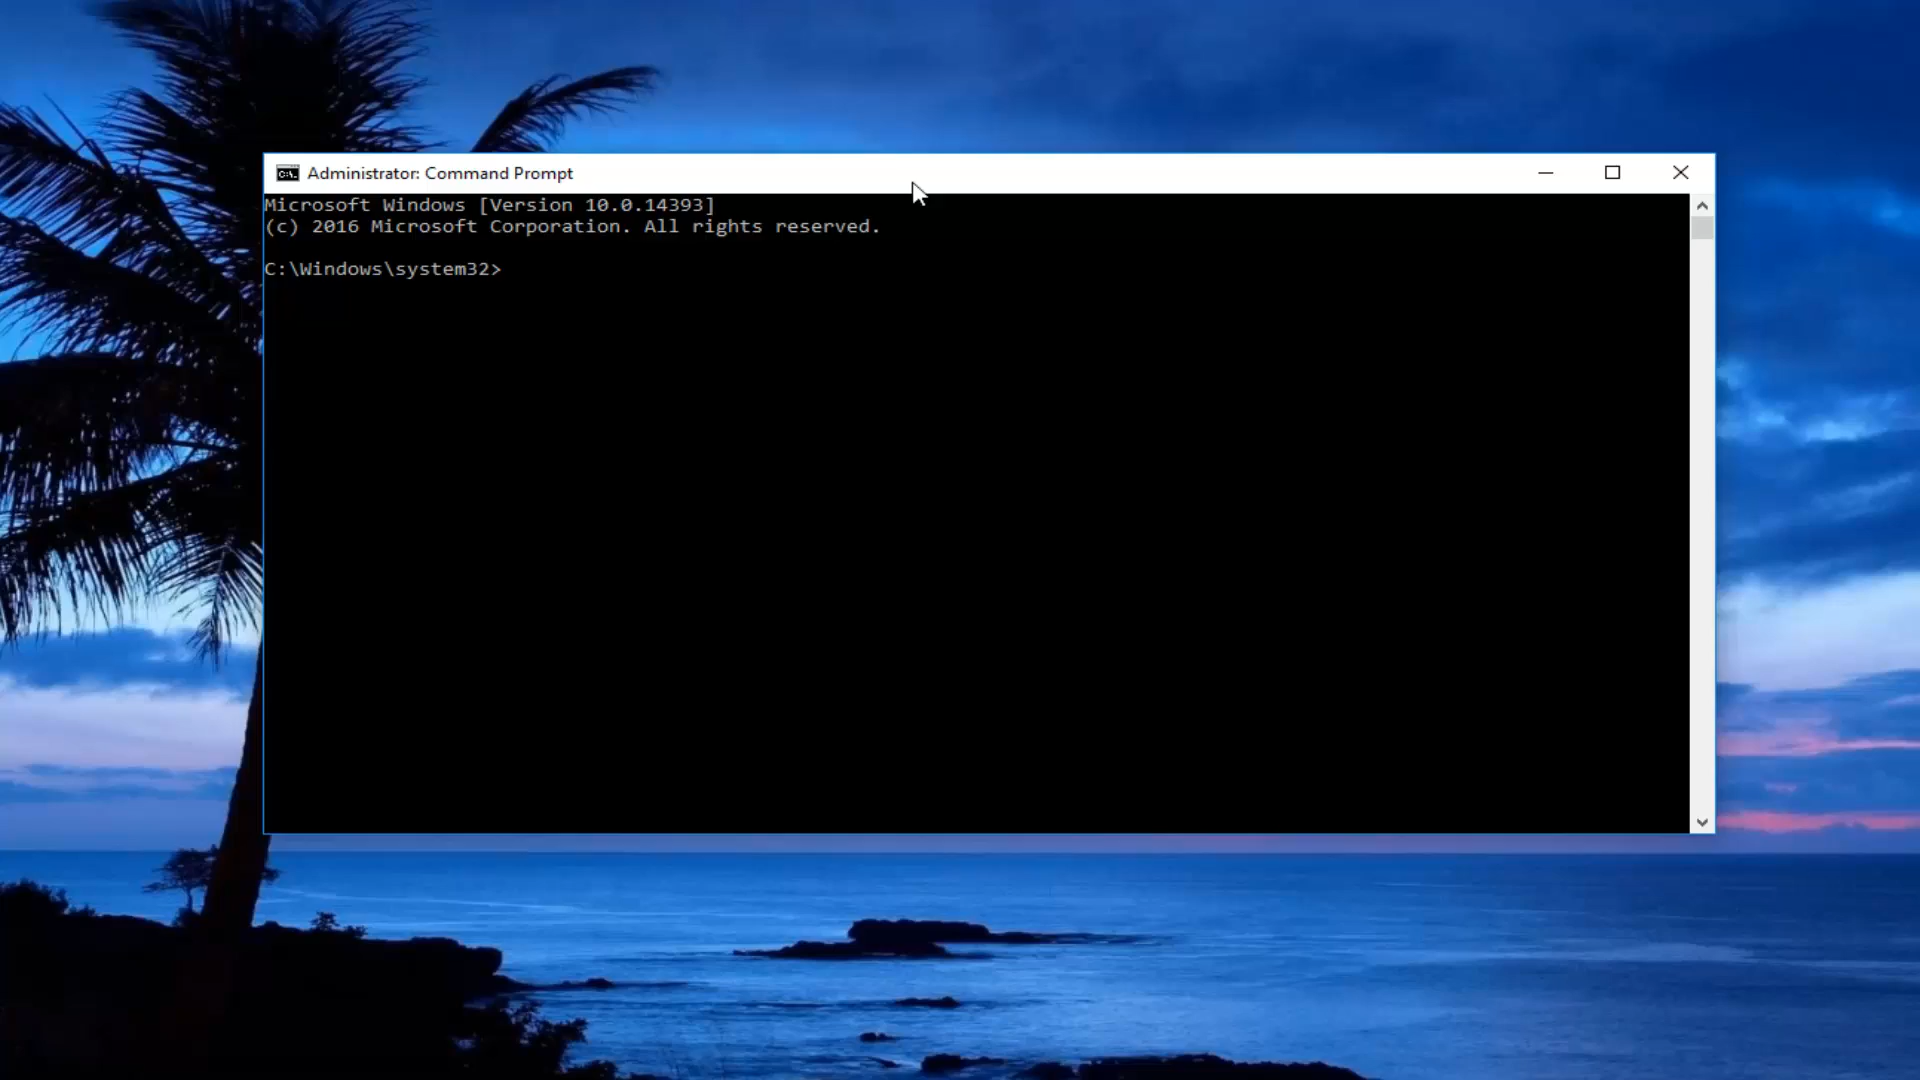 Administrator: Command Prompt
Microsoft Windows [Version 10.0.14393]
(c) 2016 Microsoft Corporation. All rights reserved.
C:\Windows\system32>